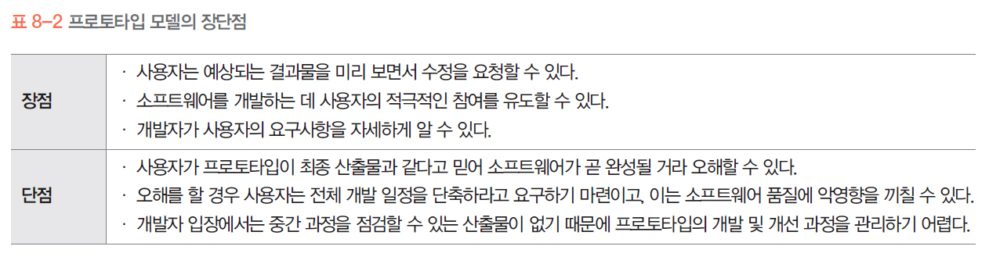 표 8-2 프로토타입 모델의 장단점
장점
· 사용자는 예상되는 결과물을 미리 보면서 수정을 요청할 수 있다.
· 소프트웨어를 개발하는 데 사용자의 적극적인 참여를 유도할 수 있다.
· 개발자가 사용자의 요구사항을 자세하게 알 수 있다.
단점
· 사용자가 프로토타입이 최종 산출물과 같다고 믿어 소프트웨어가 곧 완성될 거라 오해할 수 있다.
· 오해를 할 경우 사용자는 전체 개발 일정을 단축하라고 요구하기 마련이고, 이는 소프트웨어 품질에 악영향을 끼칠 수 있다.
· 개발자 입장에서는 중간 과정을 점검할 수 있는 산출물이 없기 때문에 프로토타입의 개발 및 개선 과정을 관리하기 어렵다.